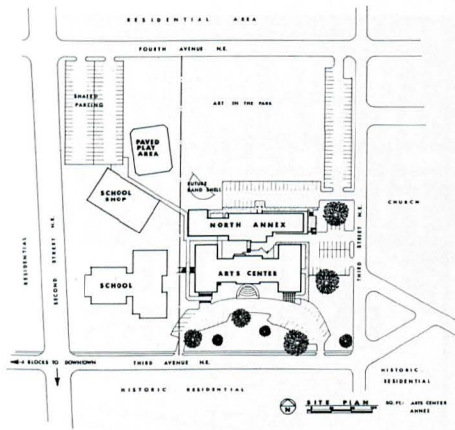 RESIDENTIAL AREA
FOURTH AVENUE N.E.
SHARED
PARKING
ART IN THE PARK
PAVED
PLAY
AREA
FUTURE
BAND SHELL
SCHOOL
SHOP
NORTH ANNEX
CHURCH
RESIDENTIAL
SECOND STREET N.E.
THIRD STREET N.E.
SCHOOL
ARTS CENTER
4 BLOCKS TO DOWNTOWN
THIRD AVENUE N.E.
HISTORIC RESIDENTIAL
HISTORIC
RESIDENTIAL
N
SITE PLAN
SQ. FT.: ARTS CENTER
ANNEX